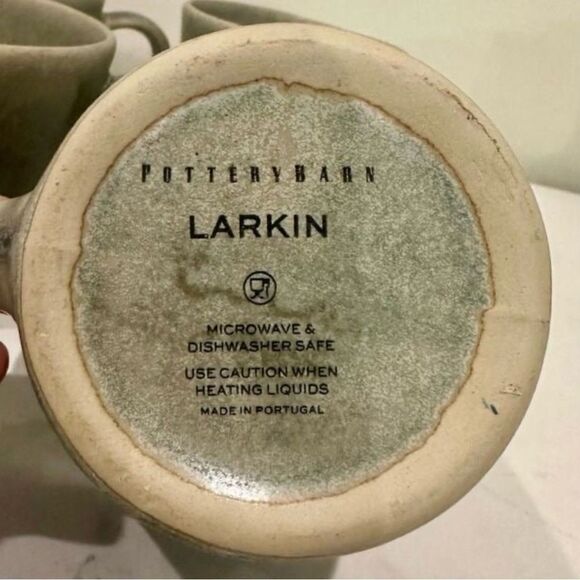 POTTERYBARN
LARKIN
MICROWAVE &
DISHWASHER SAFE
USE CAUTION WHEN
HEATING LIQUIDS
MADE IN PORTUGAL